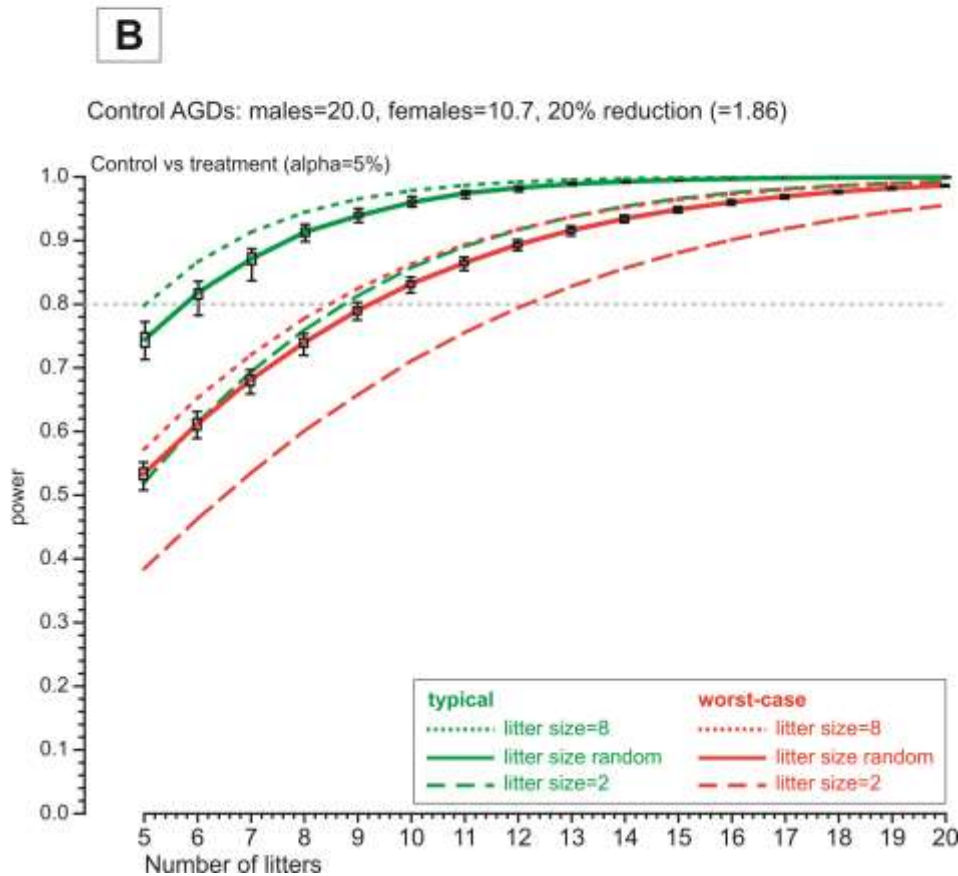 B
Control AGDs: males=20.0, females=10.7, 20% reduction (=1.86)
Control vs treatment (alpha=5%)
1.0
0.9
0.8
0.7
0.6
0.5
0.4
0.3
0.2
0.1
0.0
power
typical worst-case
litter size=8 litter size=8
litter size random litter size random
litter size=2 litter size=2
5 6 7 8 9 10 11 12 13 14 15 16 17 18 19 20
Number of litters